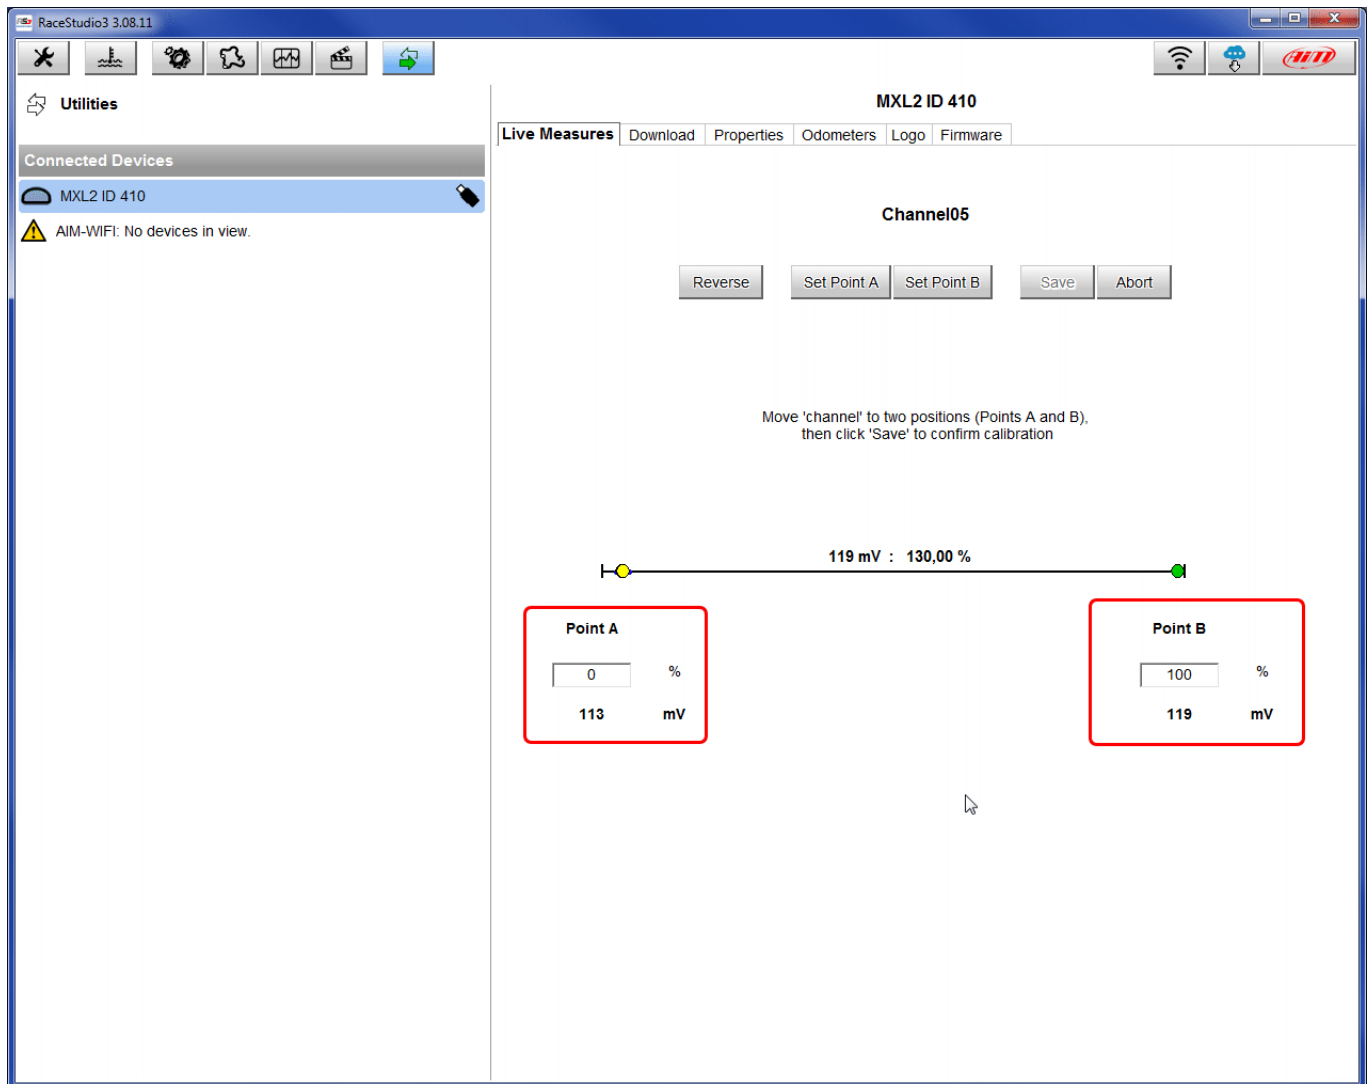 RaceStudio3 3.08.11
AiM
Utilities
MXL2 ID 410
Live Measures Download Properties Odometers Logo Firmware
Connected Devices
MXL2 ID 410
AIM-WIFI: No devices in view.
Channel05
Reverse Set Point A Set Point B Save Abort
Move 'channel' to two positions (Points A and B),
then click 'Save' to confirm calibration
119 mV : 130,00 %
Point A Point B
0 % 100 %
113 mV 119 mV